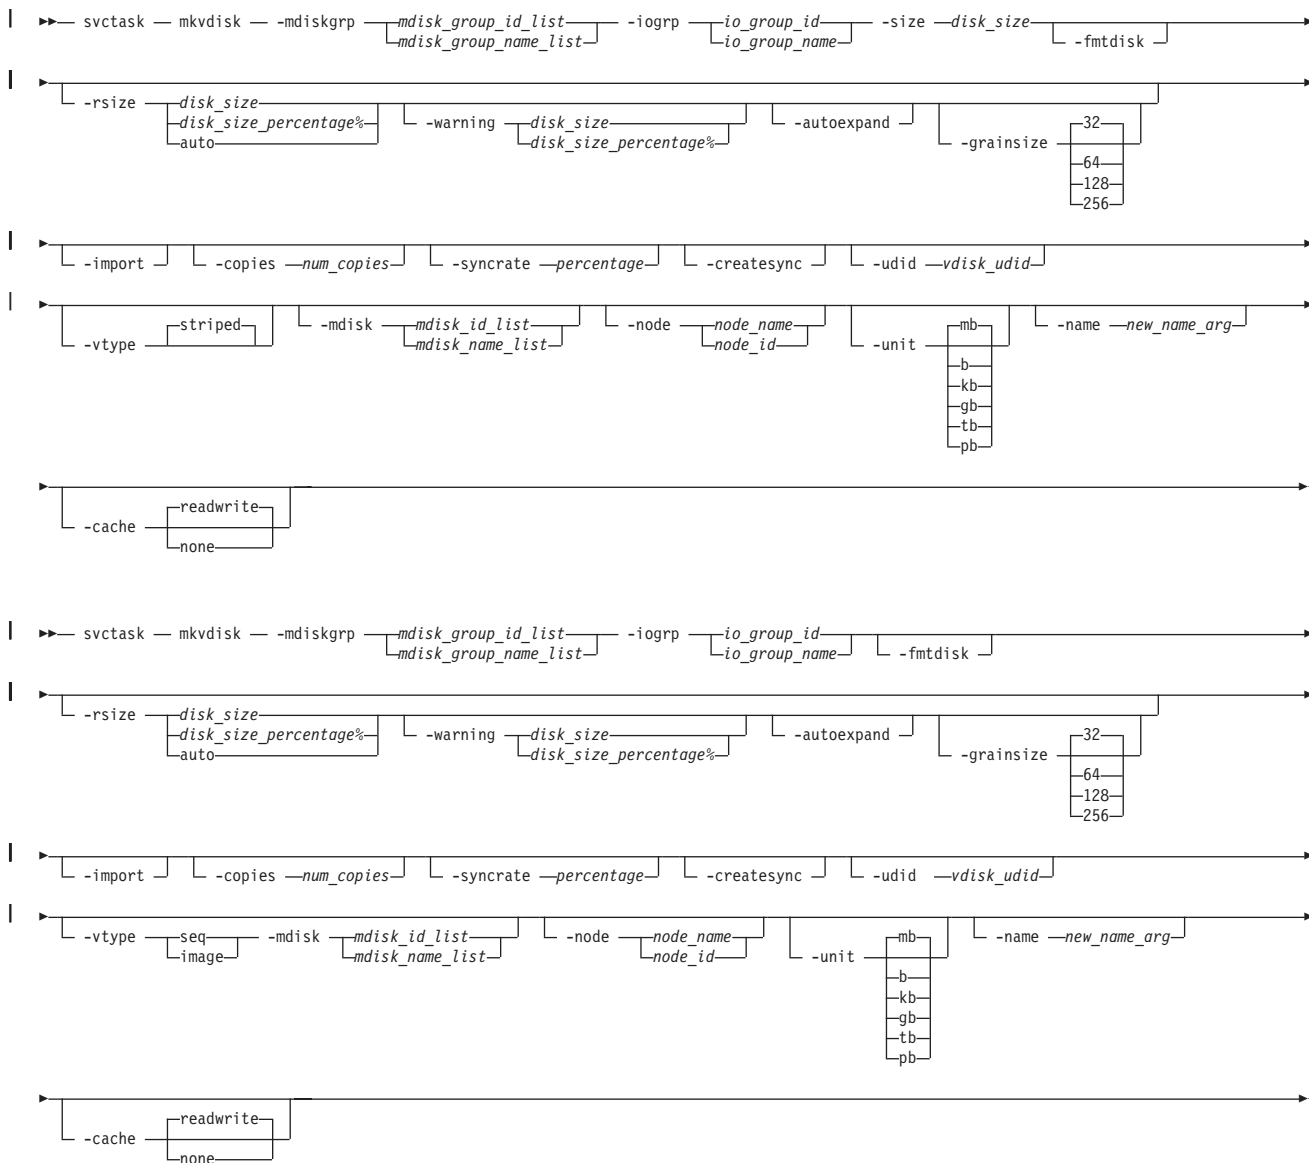 svctask mkvdisk -mdiskgrp mdisk_group_id_list -iogrp io_group_id -size disk_size
mdisk_group_name_list io_group_name -fmtdisk
-rsize disk_size
disk_size_percentage% -warning disk_size -autoexpand 32
auto disk_size_percentage% -grainsize
64
128
256
-import -copies num_copies -syncrate percentage -createsync -udid vdisk_udid
striped -mdisk mdisk_id_list -node node_name mb -name new_name_arg
-vtype mdisk_name_list node_id -unit
b
kb
gb
tb
pb
readwrite
-cache
none
svctask mkvdisk -mdiskgrp mdisk_group_id_list -iogrp io_group_id
mdisk_group_name_list io_group_name -fmtdisk
-rsize disk_size
disk_size_percentage% -warning disk_size -autoexpand 32
auto disk_size_percentage% -grainsize
64
128
256
-import -copies num_copies -syncrate percentage -createsync -udid vdisk_udid
-vtype seq -mdisk mdisk_id_list -node node_name mb -name new_name_arg
image mdisk_name_list node_id -unit
b
kb
gb
tb
pb
readwrite
-cache
none